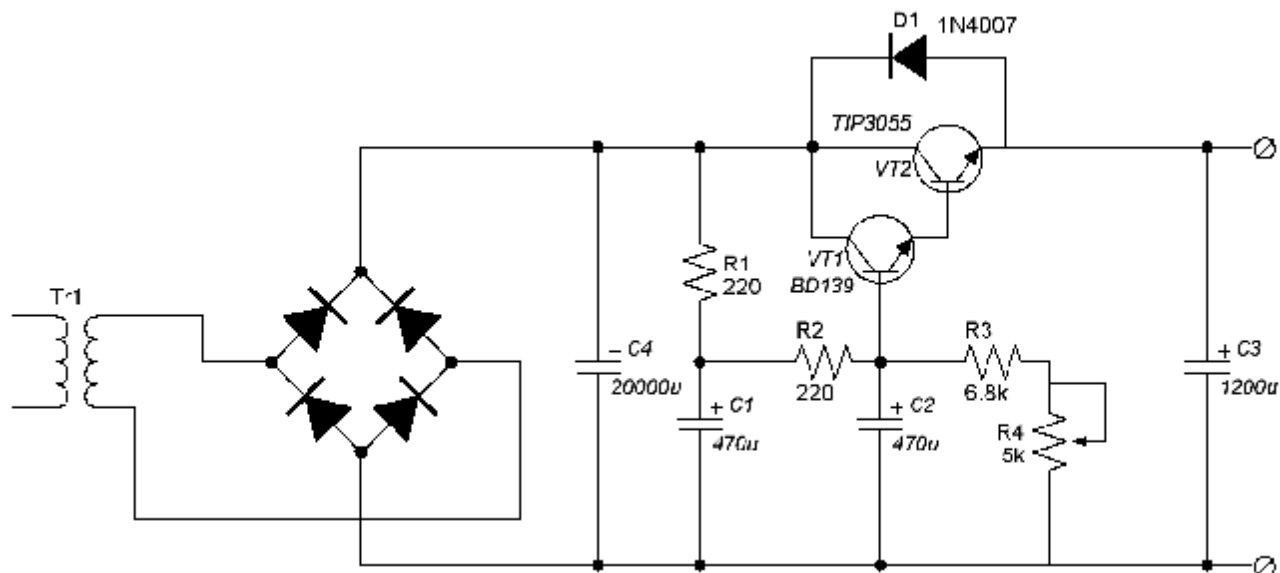 D1 1N4007
TIP3055
VT2
VT1
BD139
R1
220
Tr1
R2
220
R3
6.8k
- C4
20000u
+ C1
470u
+ C2
470u
R4
5k
+ C3
1200u